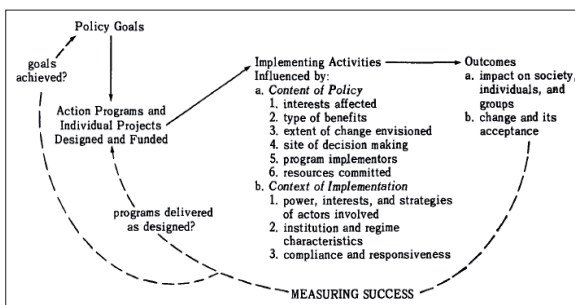 Policy Goals
goals
achieved?
Action Programs and
Individual Projects
Designed and Funded
programs delivered
as designed?
Implementing Activities
Influenced by:
a. Content of Policy
1. interests affected
2. type of benefits
3. extent of change envisioned
4. site of decision making
5. program implementors
6. resources committed
b. Context of Implementation
1. power, interests, and strategies
of actors involved
2. institution and regime
characteristics
3. compliance and responsiveness
Outcomes
a. impact on society,
individuals, and
groups
b. change and its
acceptance
MEASURING SUCCESS